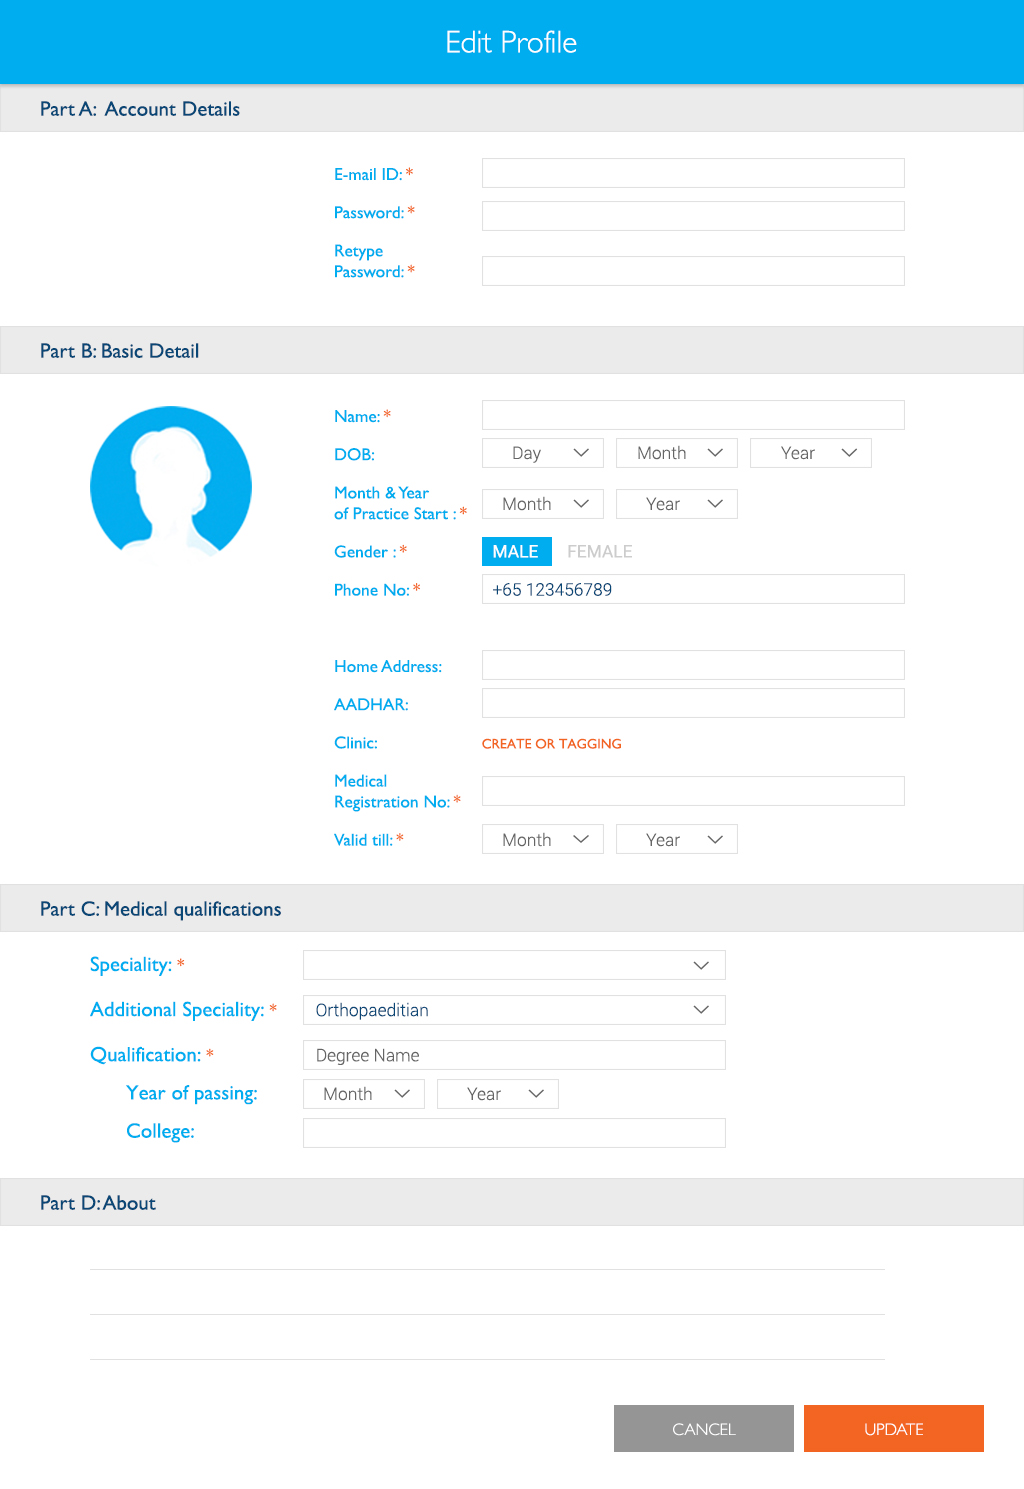 Edit Profile
Part A: Account Details
E-mail ID: *
Password: *
Retype
Password: *
Part B: Basic Detail
Name: *
DOB: Day Month Year
Month & Year
of Practice Start : * Month Year
Gender : * MALE FEMALE
Phone No: * +65 123456789
Home Address:
AADHAR:
Clinic: CREATE OR TAGGING
Medical
Registration No: *
Valid till: * Month Year
Part C: Medical qualifications
Speciality: *
Additional Speciality: * Orthopaeditian
Qualification: * Degree Name
Year of passing: Month Year
College:
Part D: About
CANCEL UPDATE